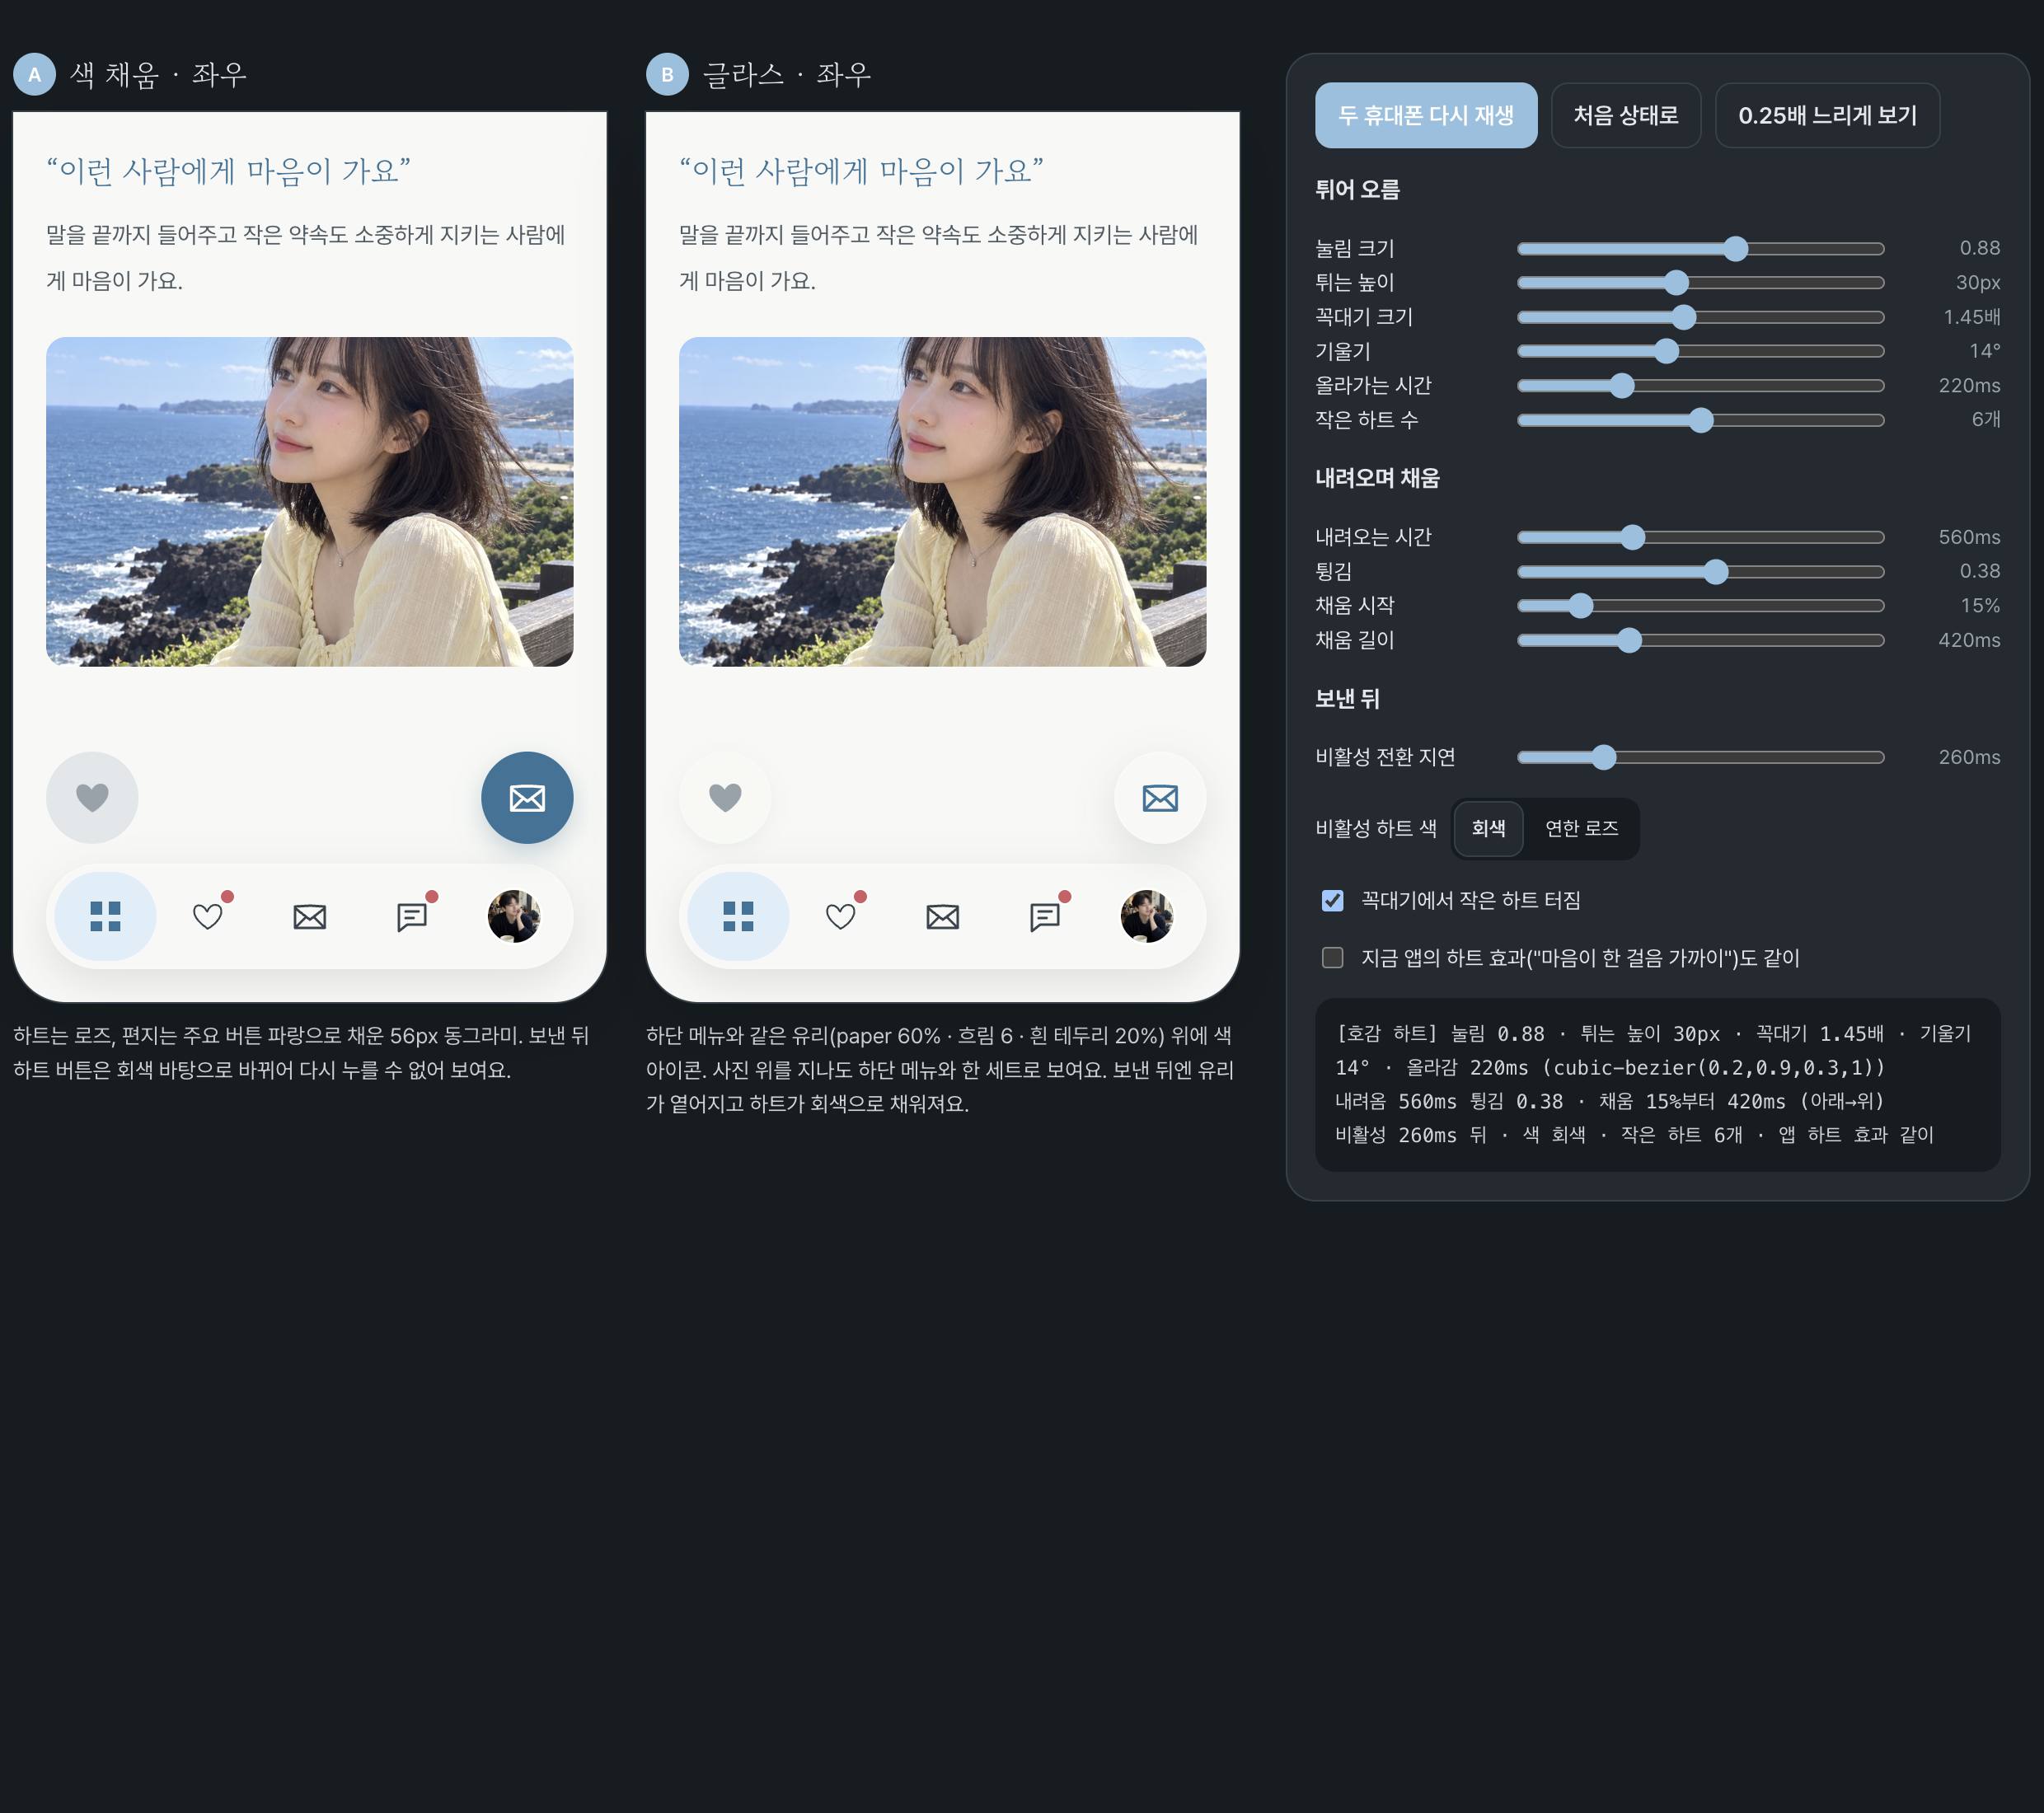 A 색 채움 · 좌우
“이런 사람에게 마음이 가요”
말을 끝까지 들어주고 작은 약속도 소중하게 지키는 사람에
게 마음이 가요.
하트는 로즈, 편지는 주요 버튼 파랑으로 채운 56px 동그라미. 보낸 뒤
하트 버튼은 회색 바탕으로 바뀌어 다시 누를 수 없어 보여요.
B 글라스 · 좌우
“이런 사람에게 마음이 가요”
말을 끝까지 들어주고 작은 약속도 소중하게 지키는 사람에
게 마음이 가요.
하단 메뉴와 같은 유리(paper 60% · 흐림 6 · 흰 테두리 20%) 위에 색
아이콘. 사진 위를 지나도 하단 메뉴와 한 세트로 보여요. 보낸 뒤엔 유리
가 옅어지고 하트가 회색으로 채워져요.
두 휴대폰 다시 재생 처음 상태로 0.25배 느리게 보기
튀어 오름
눌림 크기 0.88
튀는 높이 30px
꼭대기 크기 1.45배
기울기 14°
올라가는 시간 220ms
작은 하트 수 6개
내려오며 채움
내려오는 시간 560ms
튕김 0.38
채움 시작 15%
채움 길이 420ms
보낸 뒤
비활성 전환 지연 260ms
비활성 하트 색 회색 연한 로즈
꼭대기에서 작은 하트 터짐
지금 앱의 하트 효과("마음이 한 걸음 가까이")도 같이
[호감 하트] 눌림 0.88 · 튀는 높이 30px · 꼭대기 1.45배 · 기울기
14° · 올라감 220ms (cubic-bezier(0.2,0.9,0.3,1))
내려옴 560ms 튕김 0.38 · 채움 15%부터 420ms (아래→위)
비활성 260ms 뒤 · 색 회색 · 작은 하트 6개 · 앱 하트 효과 같이